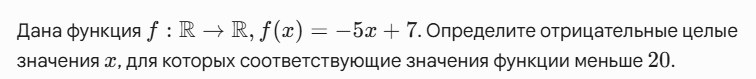 Дана функция f : ℝ → ℝ, f(x) = −5x + 7. Определите отрицательные целые
значения x, для которых соответствующие значения функции меньше 20.